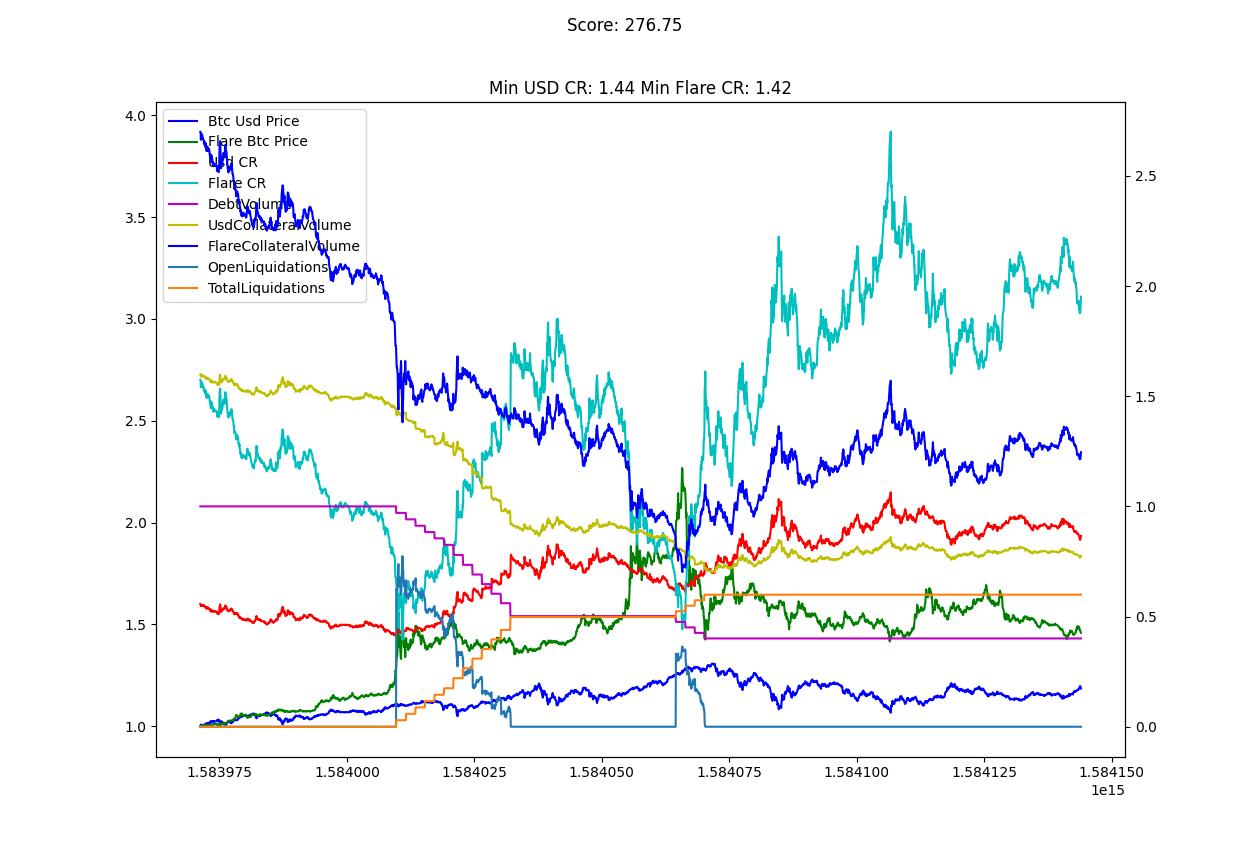 Score: 276.75
Min USD CR: 1.44 Min Flare CR: 1.42
4.0
3.5
3.0
2.5
2.0
1.5
1.0
Btc Usd Price
Flare Btc Price
Usd CR
Flare CR
DebtVolume
UsdCollateralVolume
FlareCollateralVolume
OpenLiquidations
TotalLiquidations
2.5
2.0
1.5
1.0
0.5
0.0
1.583975 1.584000 1.584025 1.584050 1.584075 1.584100 1.584125 1.584150
1e15